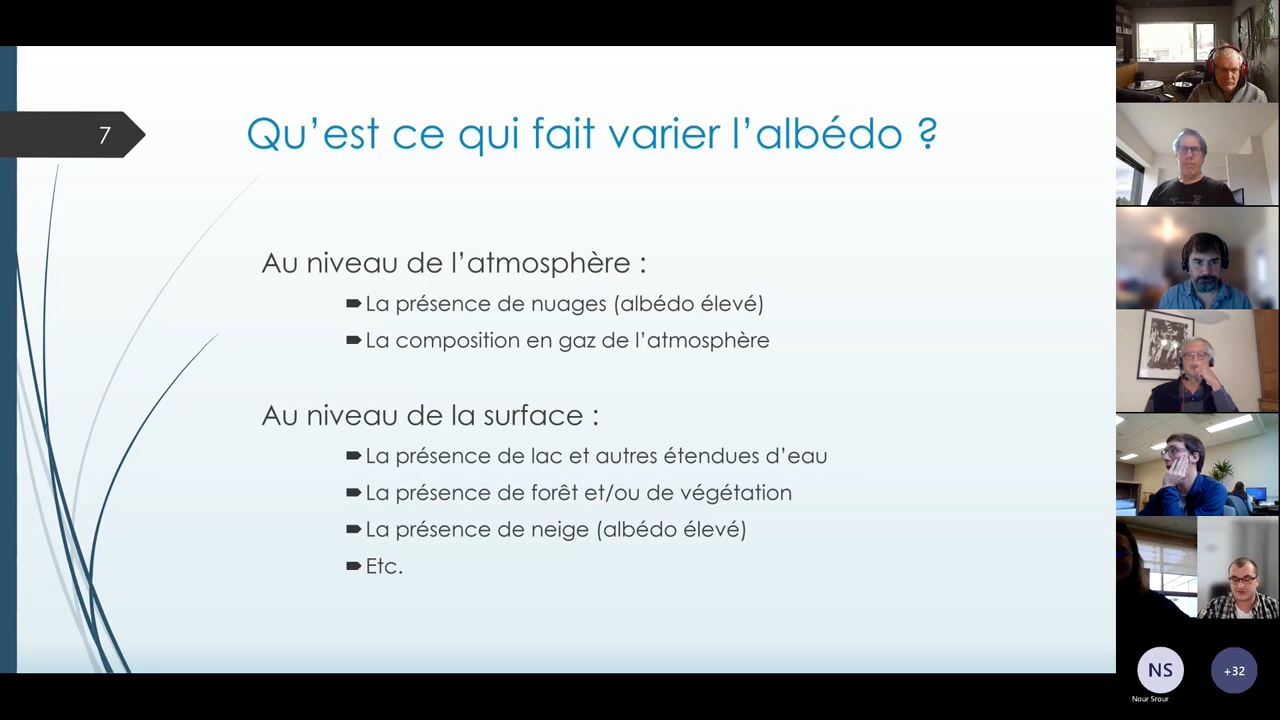 7
Qu’est ce qui fait varier l’albédo ?
Au niveau de l’atmosphère :
La présence de nuages (albédo élevé)
La composition en gaz de l’atmosphère
Au niveau de la surface :
La présence de lac et autres étendues d’eau
La présence de forêt et/ou de végétation
La présence de neige (albédo élevé)
Etc.
NS
+32
Nour Srour